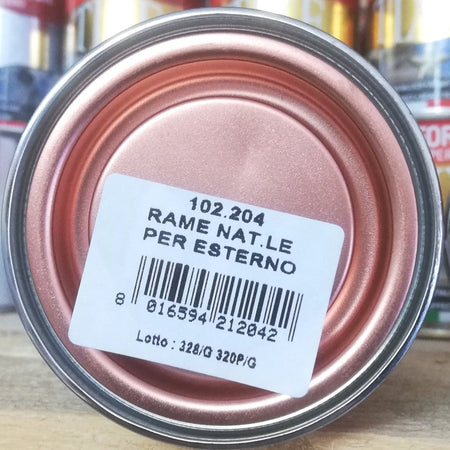 102.204
RAME NAT.LE
PER ESTERNO
8 016594 212042
Lotto : 328/G 320P/G